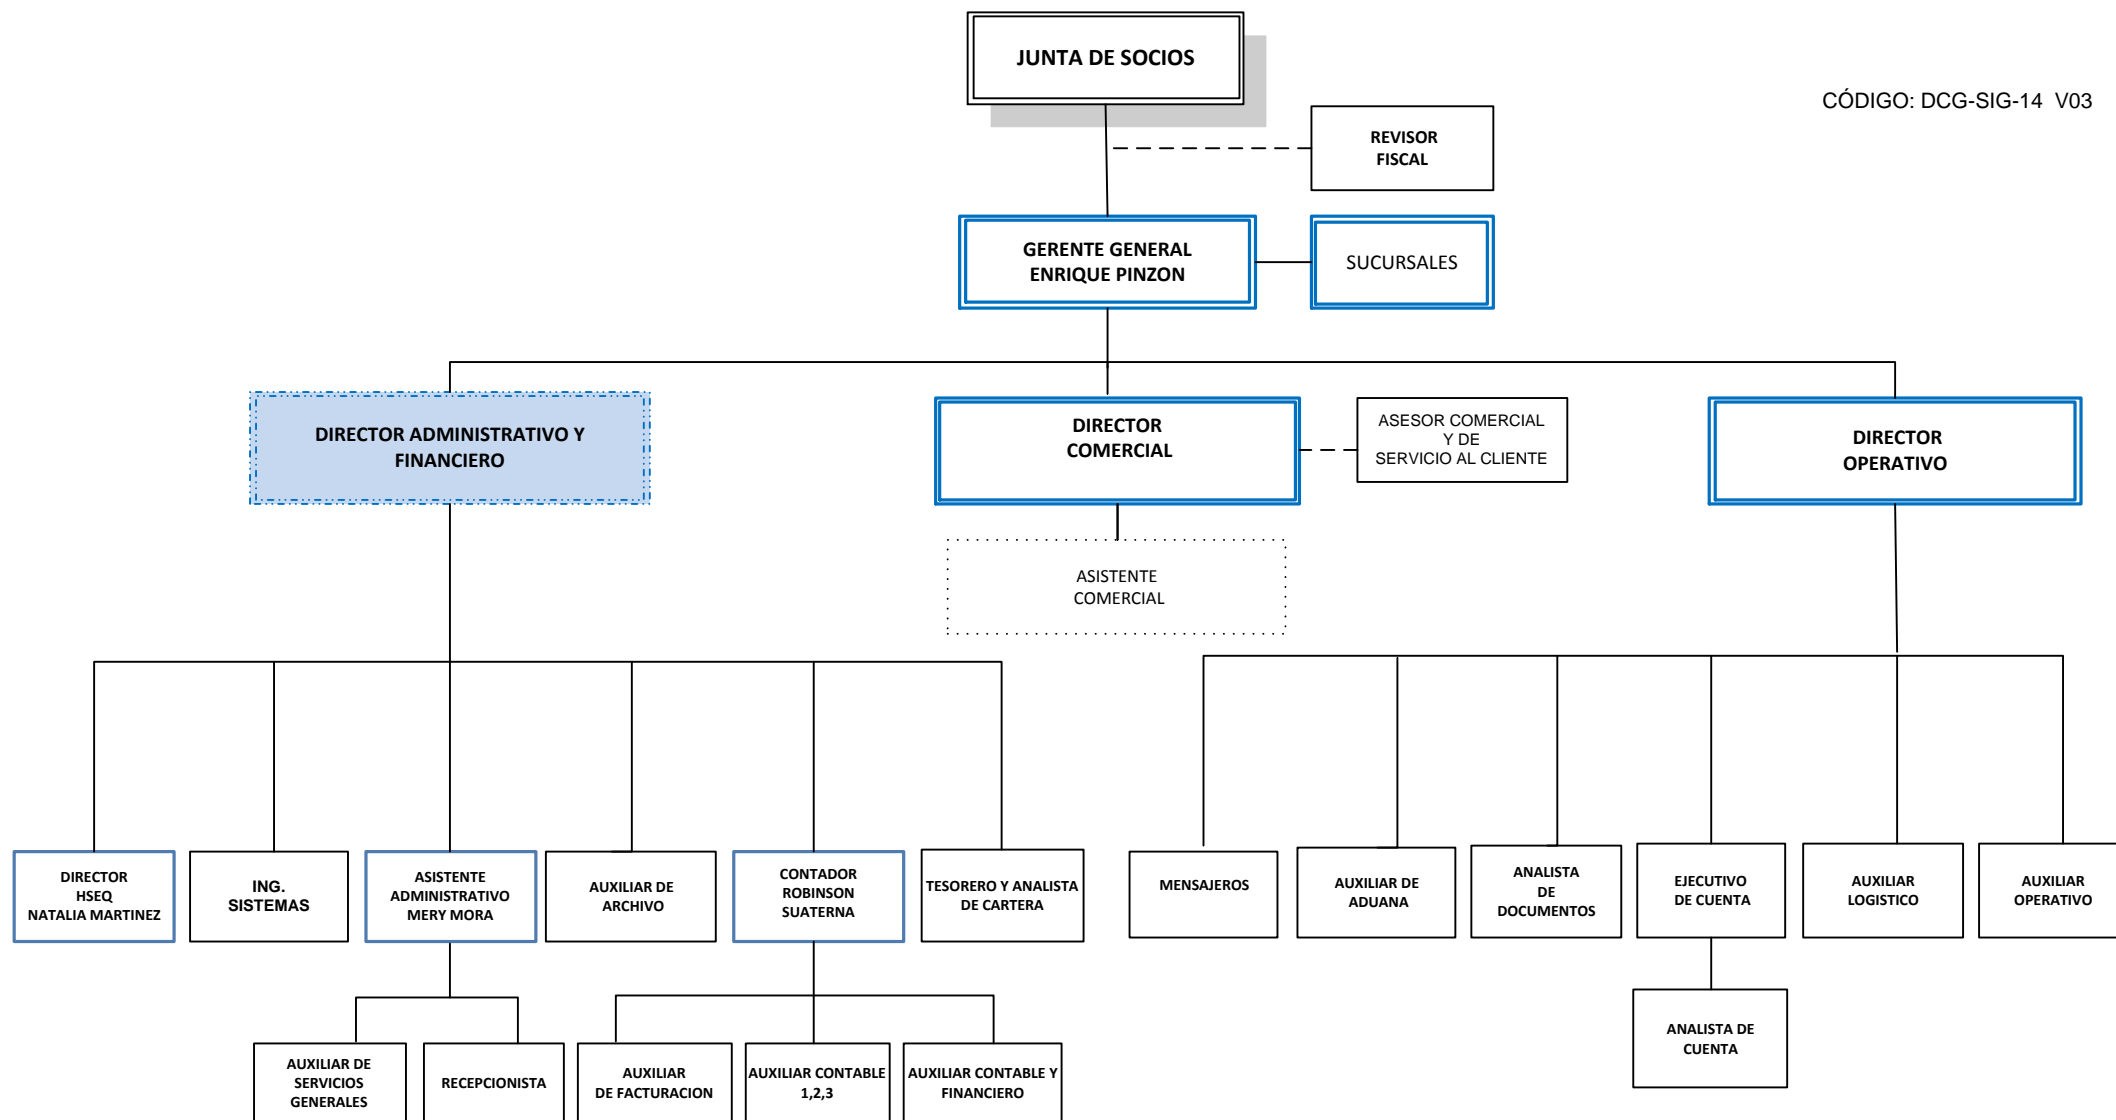 JUNTA DE SOCIOS
CÓDIGO: DCG-SIG-14 V03
REVISOR
FISCAL
GERENTE GENERAL
ENRIQUE PINZON
SUCURSALES
DIRECTOR ADMINISTRATIVO Y
FINANCIERO
DIRECTOR
COMERCIAL
ASESOR COMERCIAL
Y DE
SERVICIO AL CLIENTE
DIRECTOR
OPERATIVO
ASISTENTE
COMERCIAL
DIRECTOR
HSEQ
NATALIA MARTINEZ
ING.
SISTEMAS
ASISTENTE
ADMINISTRATIVO
MERY MORA
AUXILIAR DE
ARCHIVO
CONTADOR
ROBINSON
SUATERNA
TESORERO Y ANALISTA
DE CARTERA
MENSAJEROS
AUXILIAR DE
ADUANA
ANALISTA
DE
DOCUMENTOS
EJECUTIVO
DE CUENTA
AUXILIAR
LOGISTICO
AUXILIAR
OPERATIVO
AUXILIAR DE
SERVICIOS
GENERALES
RECEPCIONISTA
AUXILIAR
DE FACTURACION
AUXILIAR CONTABLE
1,2,3
AUXILIAR CONTABLE Y
FINANCIERO
ANALISTA DE
CUENTA